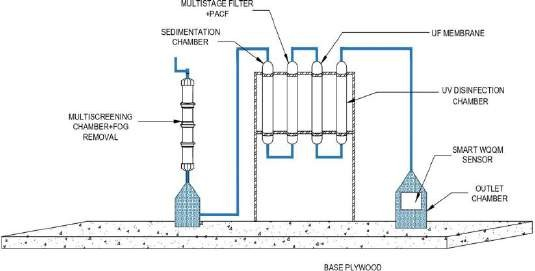 MULTISTAGE FILTER
+PACF
SEDIMENTATION
CHAMBER
UF MEMBRANE
UV DISINFECTION
CHAMBER
MULTISCREENING
CHAMBER+FOG
REMOVAL
SMART WQQM
SENSOR
OUTLET
CHAMBER
BASE PLYWOOD